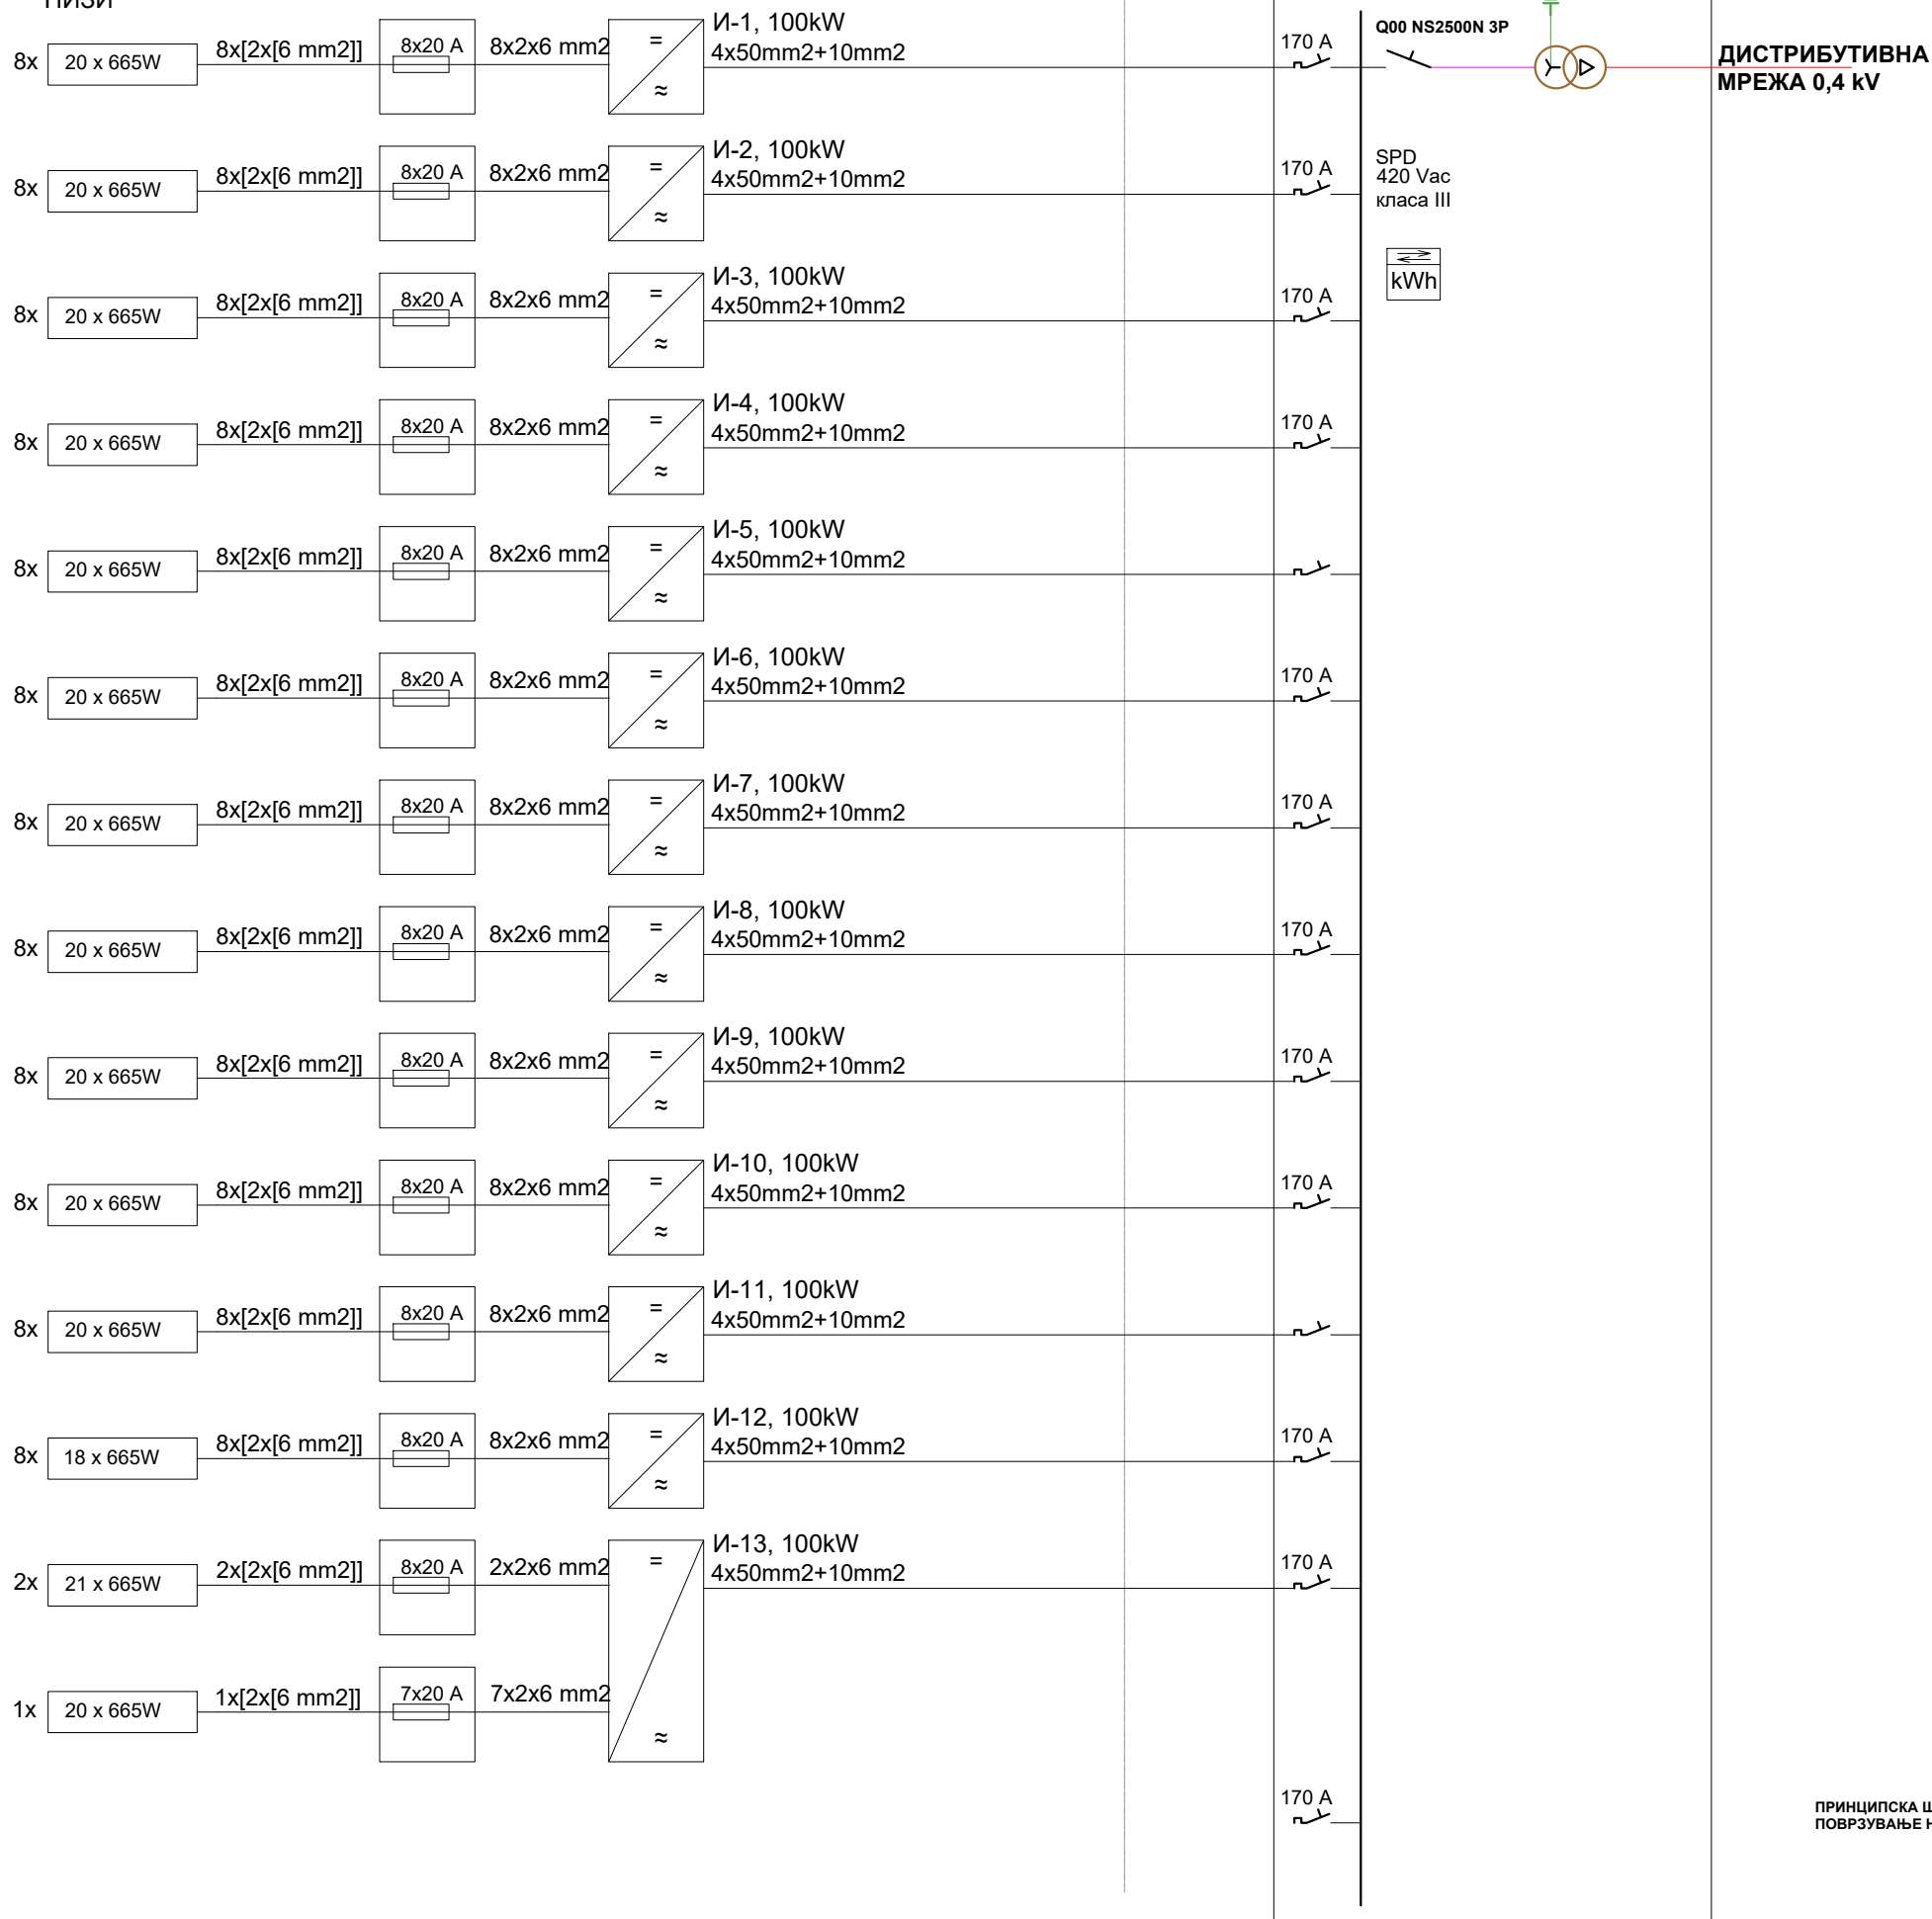 НИЗИ
8x 20 x 665W 8x[2x[6 mm2]] 8x20 A 8x2x6 mm2 = ≈ И-1, 100kW
4x50mm2+10mm2
170 A
Q00 NS2500N 3P
ДИСТРИБУТИВНА
МРЕЖА 0,4 kV
8x 20 x 665W 8x[2x[6 mm2]] 8x20 A 8x2x6 mm2 = ≈ И-2, 100kW
4x50mm2+10mm2
170 A
SPD
420 Vac
класа III
kWh
8x 20 x 665W 8x[2x[6 mm2]] 8x20 A 8x2x6 mm2 = ≈ И-3, 100kW
4x50mm2+10mm2
170 A
8x 20 x 665W 8x[2x[6 mm2]] 8x20 A 8x2x6 mm2 = ≈ И-4, 100kW
4x50mm2+10mm2
170 A
8x 20 x 665W 8x[2x[6 mm2]] 8x20 A 8x2x6 mm2 = ≈ И-5, 100kW
4x50mm2+10mm2
8x 20 x 665W 8x[2x[6 mm2]] 8x20 A 8x2x6 mm2 = ≈ И-6, 100kW
4x50mm2+10mm2
170 A
8x 20 x 665W 8x[2x[6 mm2]] 8x20 A 8x2x6 mm2 = ≈ И-7, 100kW
4x50mm2+10mm2
170 A
8x 20 x 665W 8x[2x[6 mm2]] 8x20 A 8x2x6 mm2 = ≈ И-8, 100kW
4x50mm2+10mm2
170 A
8x 20 x 665W 8x[2x[6 mm2]] 8x20 A 8x2x6 mm2 = ≈ И-9, 100kW
4x50mm2+10mm2
170 A
8x 20 x 665W 8x[2x[6 mm2]] 8x20 A 8x2x6 mm2 = ≈ И-10, 100kW
4x50mm2+10mm2
170 A
8x 20 x 665W 8x[2x[6 mm2]] 8x20 A 8x2x6 mm2 = ≈ И-11, 100kW
4x50mm2+10mm2
8x 18 x 665W 8x[2x[6 mm2]] 8x20 A 8x2x6 mm2 = ≈ И-12, 100kW
4x50mm2+10mm2
170 A
2x 21 x 665W 2x[2x[6 mm2]] 8x20 A 2x2x6 mm2 = И-13, 100kW
4x50mm2+10mm2
170 A
1x 20 x 665W 1x[2x[6 mm2]] 7x20 A 7x2x6 mm2 ≈
170 A
ПРИНЦИПСКА
ПОВРЗУВАЊЕ